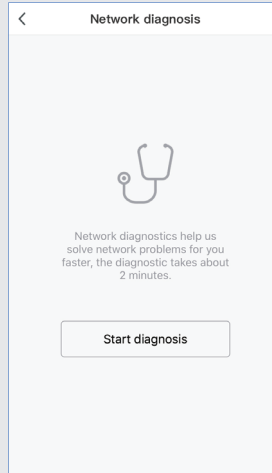 Network diagnosis
Network diagnostics help us
solve network problems for you
faster, the diagnostic takes about
2 minutes.
Start diagnosis